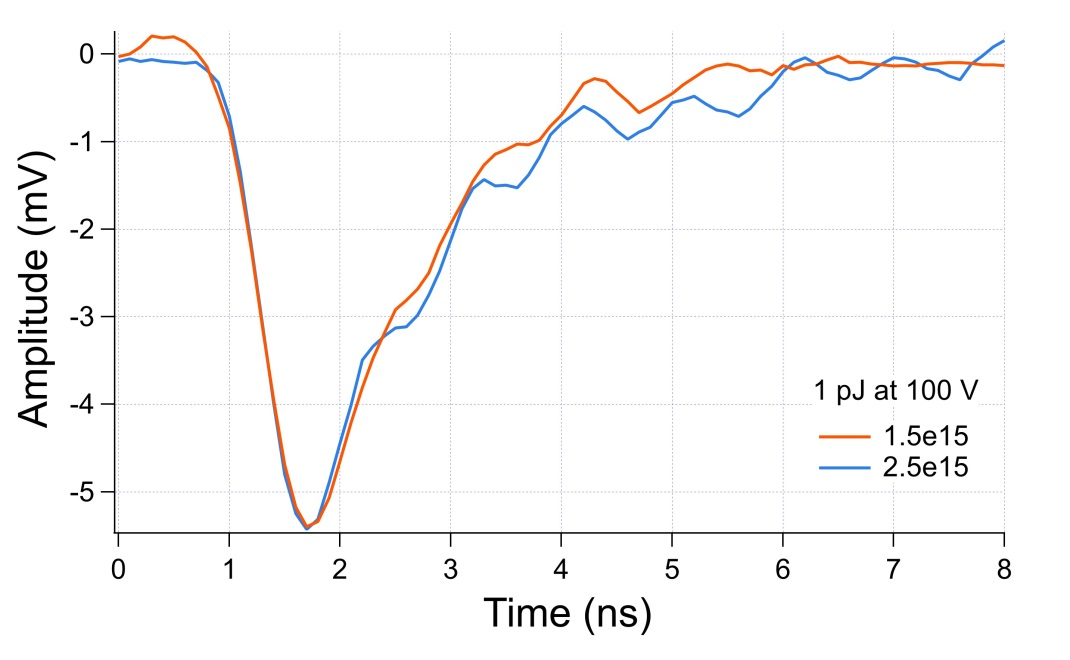 0
-1
-2
-3
-4
-5
Amplitude (mV)
1 pJ at 100 V
1.5e15
2.5e15
0 1 2 3 4 5 6 7 8
Time (ns)